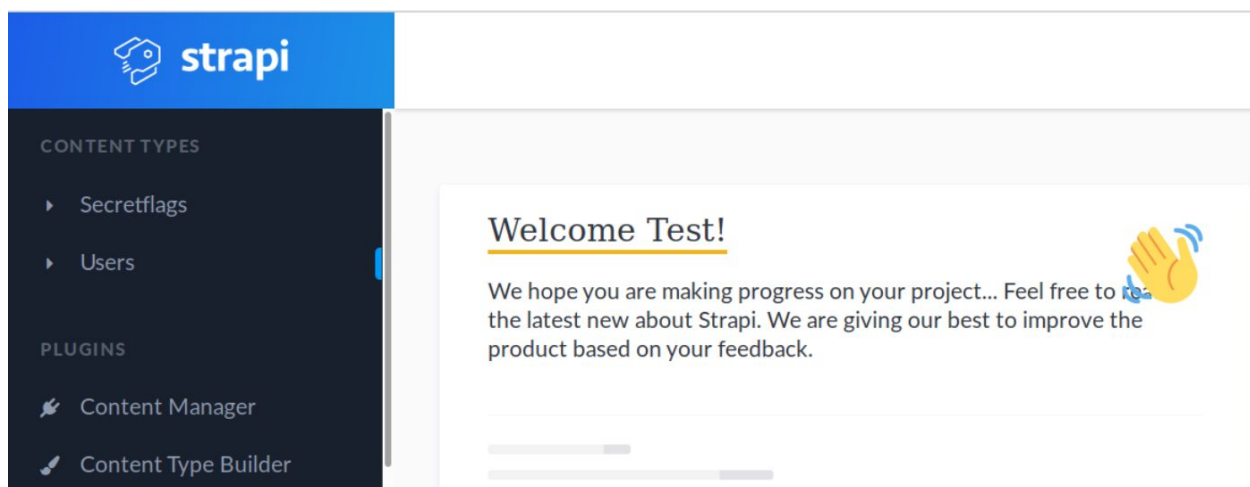 strapi
CONTENT TYPES
Secretflags
Users
PLUGINS
Content Manager
Content Type Builder
Welcome Test!
We hope you are making progress on your project... Feel free to
the latest new about Strapi. We are giving our best to improve the
product based on your feedback.